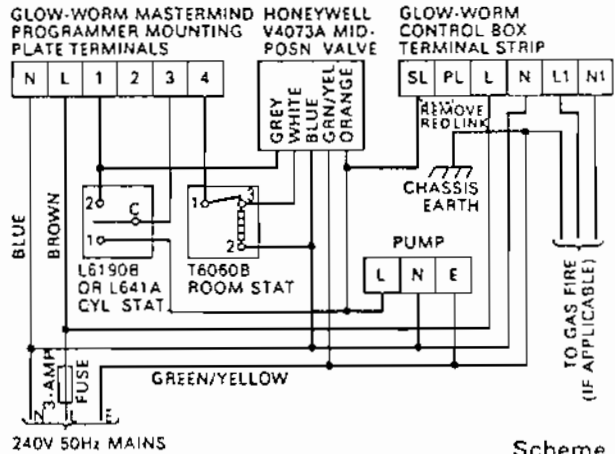 GLOW-WORM MASTERMIND
PROGRAMMER MOUNTING
PLATE TERMINALS
N L 1 2 3 4
HONEYWELL
V4073A MID-
POSN VALVE
GREY
WHITE
BLUE
GRN/YEL
ORANGE
GLOW-WORM
CONTROL BOX
TERMINAL STRIP
SL PL L N L1 N1
REMOVE
RED LINK
CHASSIS
EARTH
BLUE
BROWN
2
C
1
L6190B
OR L641A
CYL STAT.
1
3
2
T6060B
ROOM STAT
PUMP
L N E
TO GAS FIRE
(IF APPLICABLE)
3-AMP
FUSE
GREEN/YELLOW
N L E
240V 50Hz MAINS
Scheme